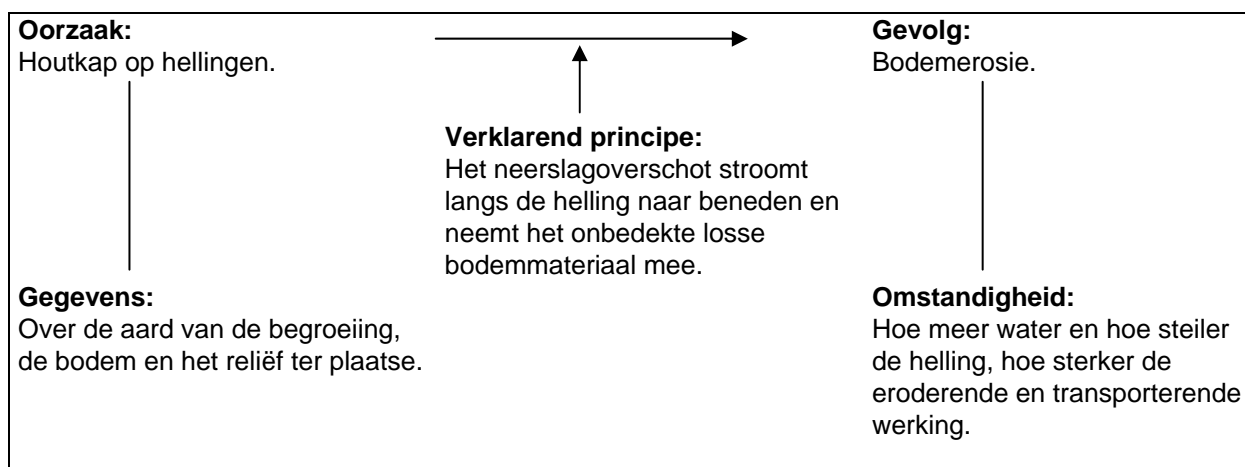 Oorzaak:
Houtkap op hellingen.
Gevolg:
Bodemerosie.
Verklarend principe:
Het neerslagoverschot stroomt
langs de helling naar beneden en
neemt het onbedekte losse
bodemmateriaal mee.
Gegevens:
Over de aard van de begroeiing,
de bodem en het reliëf ter plaatse.
Omstandigheid:
Hoe meer water en hoe steiler
de helling, hoe sterker de
eroderende en transporterende
werking.